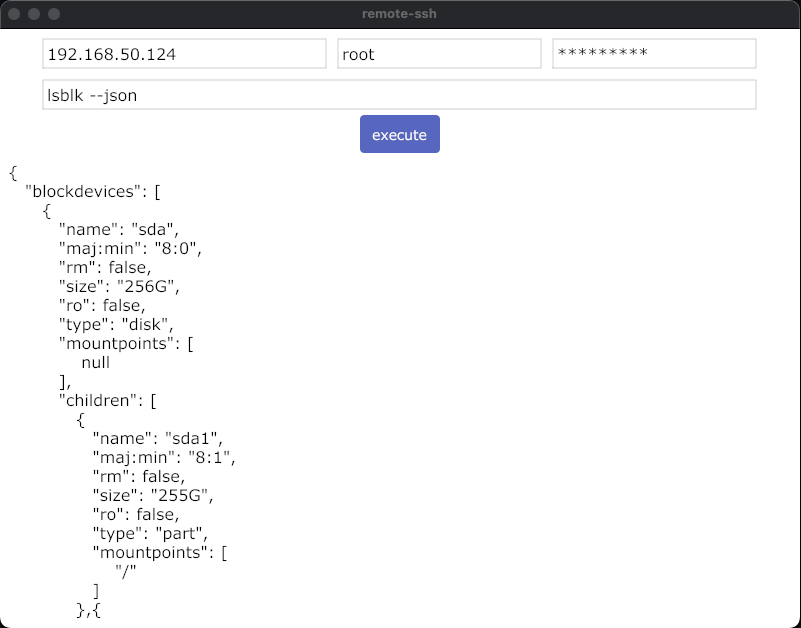 remote-ssh
192.168.50.124 root *********
lsblk --json
execute
{
"blockdevices": [
{
"name": "sda",
"maj:min": "8:0",
"rm": false,
"size": "256G",
"ro": false,
"type": "disk",
"mountpoints": [
null
],
"children": [
{
"name": "sda1",
"maj:min": "8:1",
"rm": false,
"size": "255G",
"ro": false,
"type": "part",
"mountpoints": [
"/"
]
},{